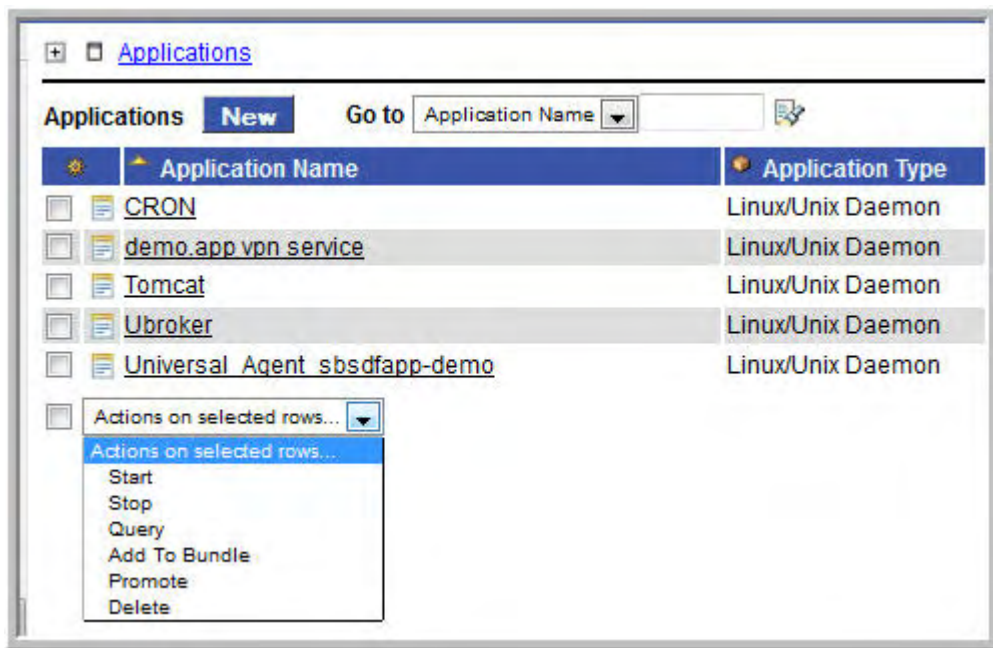 Applications
Applications New Go to Application Name
Application Name Application Type
CRON Linux/Unix Daemon
demo.app vpn service Linux/Unix Daemon
Tomcat Linux/Unix Daemon
Ubroker Linux/Unix Daemon
Universal_Agent_sbsdfapp-demo Linux/Unix Daemon
Actions on selected rows...
Actions on selected rows...
Start
Stop
Query
Add To Bundle
Promote
Delete